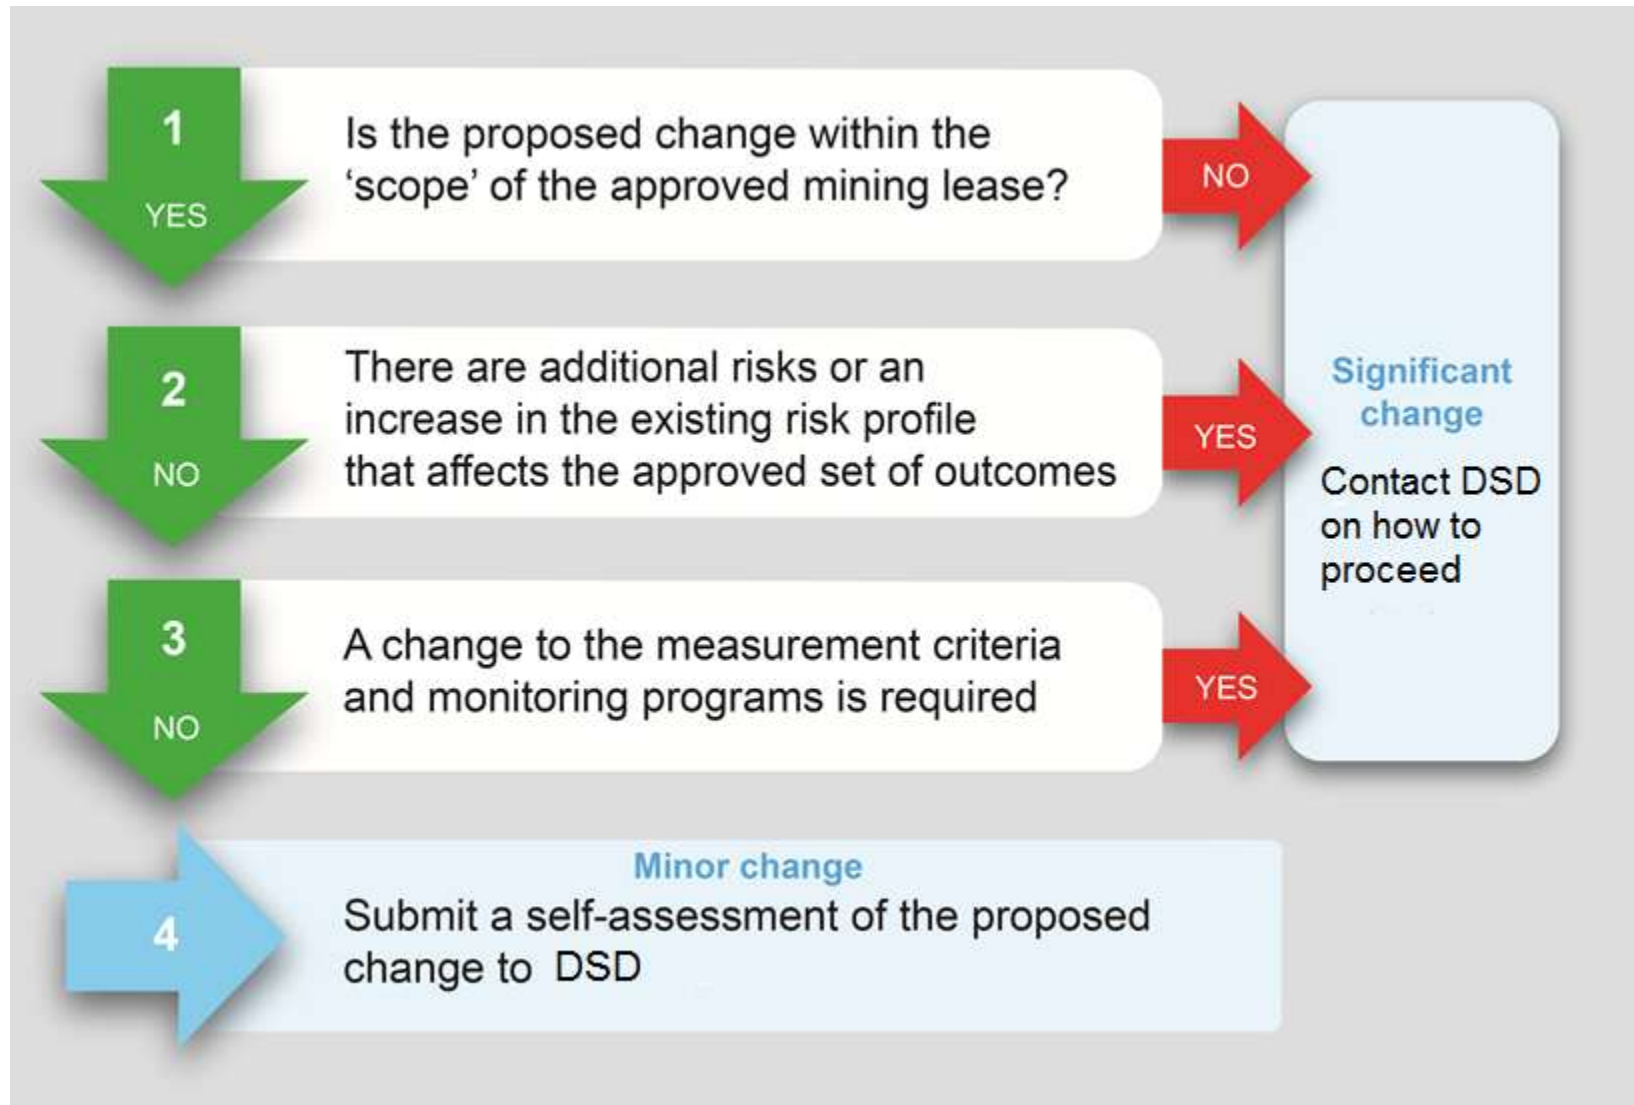 1
YES
Is the proposed change within the
‘scope’ of the approved mining lease?
NO
2
NO
There are additional risks or an
increase in the existing risk profile
that affects the approved set of outcomes
YES
3
NO
A change to the measurement criteria
and monitoring programs is required
YES
Significant
change
Contact DSD
on how to
proceed
4
Minor change
Submit a self-assessment of the proposed
change to DSD